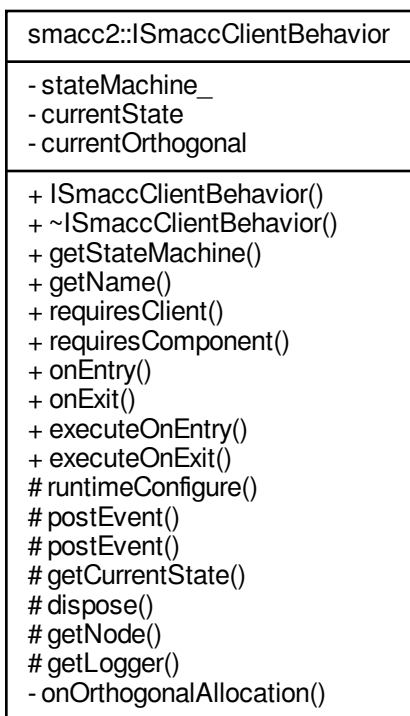 smacc2::ISmaccClientBehavior
- stateMachine_
- currentState
- currentOrthogonal
+ ISmaccClientBehavior()
+ ~ISmaccClientBehavior()
+ getStateMachine()
+ getName()
+ requiresClient()
+ requiresComponent()
+ onEntry()
+ onExit()
+ executeOnEntry()
+ executeOnExit()
# runtimeConfigure()
# postEvent()
# postEvent()
# getCurrentState()
# dispose()
# getNode()
# getLogger()
- onOrthogonalAllocation()